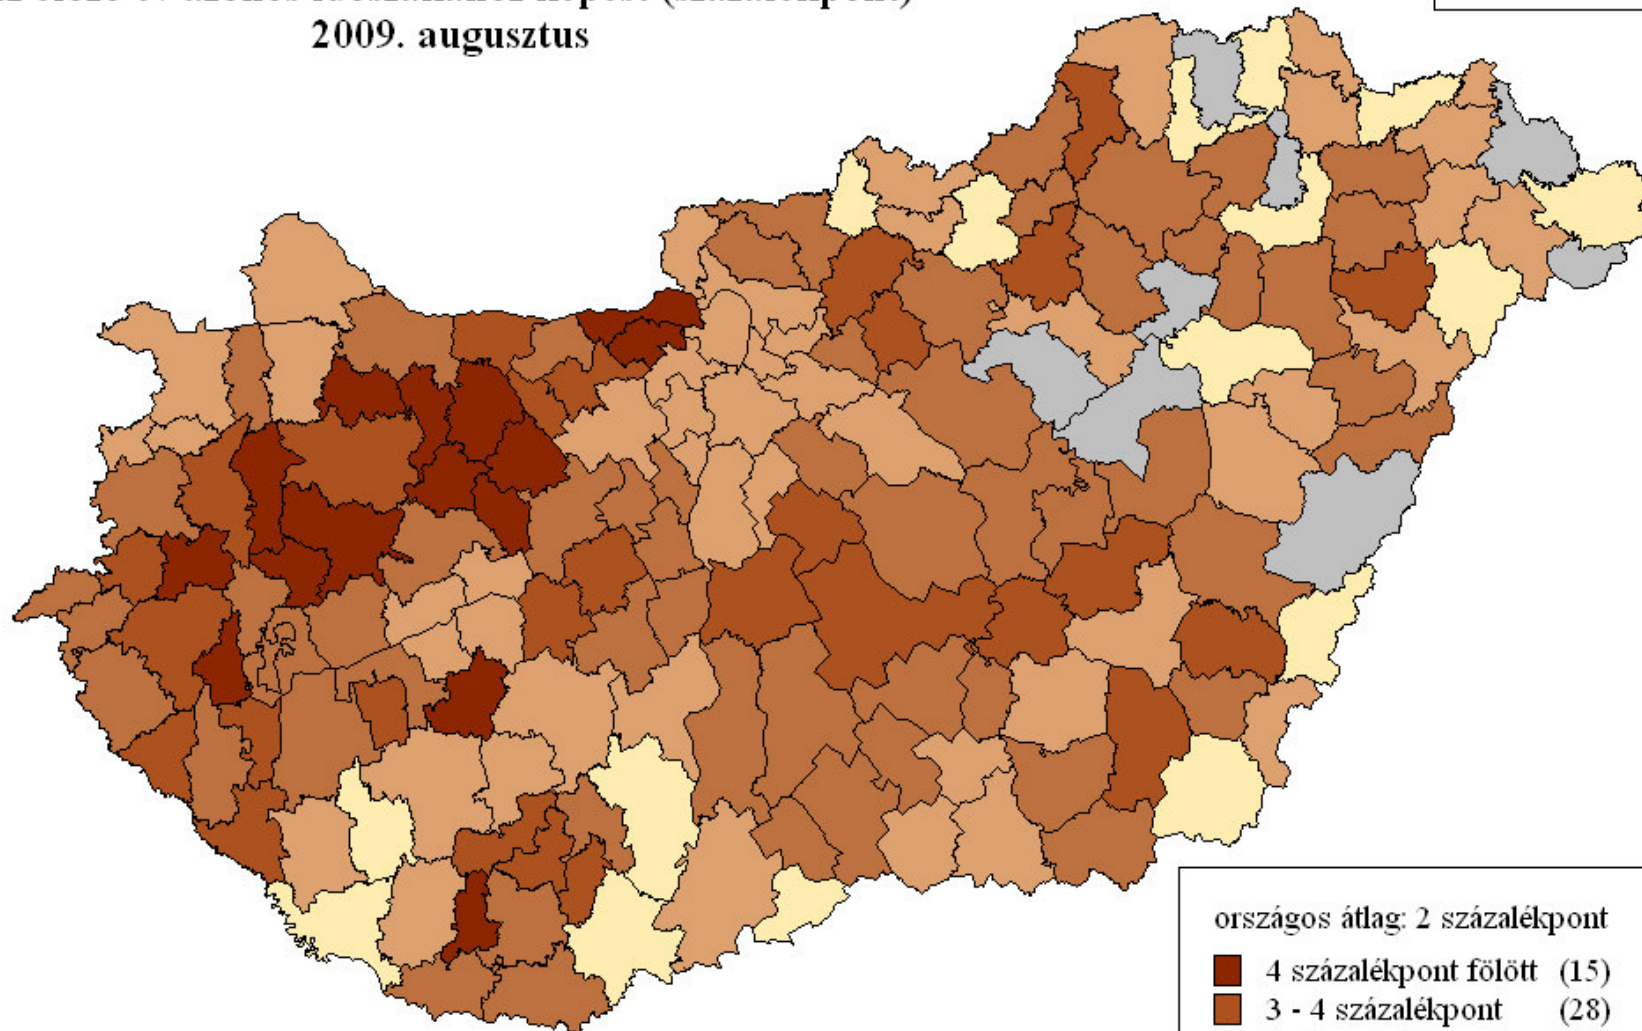 2009. augusztus
országos átlag: 2 százalékpont
4 százalékpont fölött (15)
3 - 4 százalékpont (28)